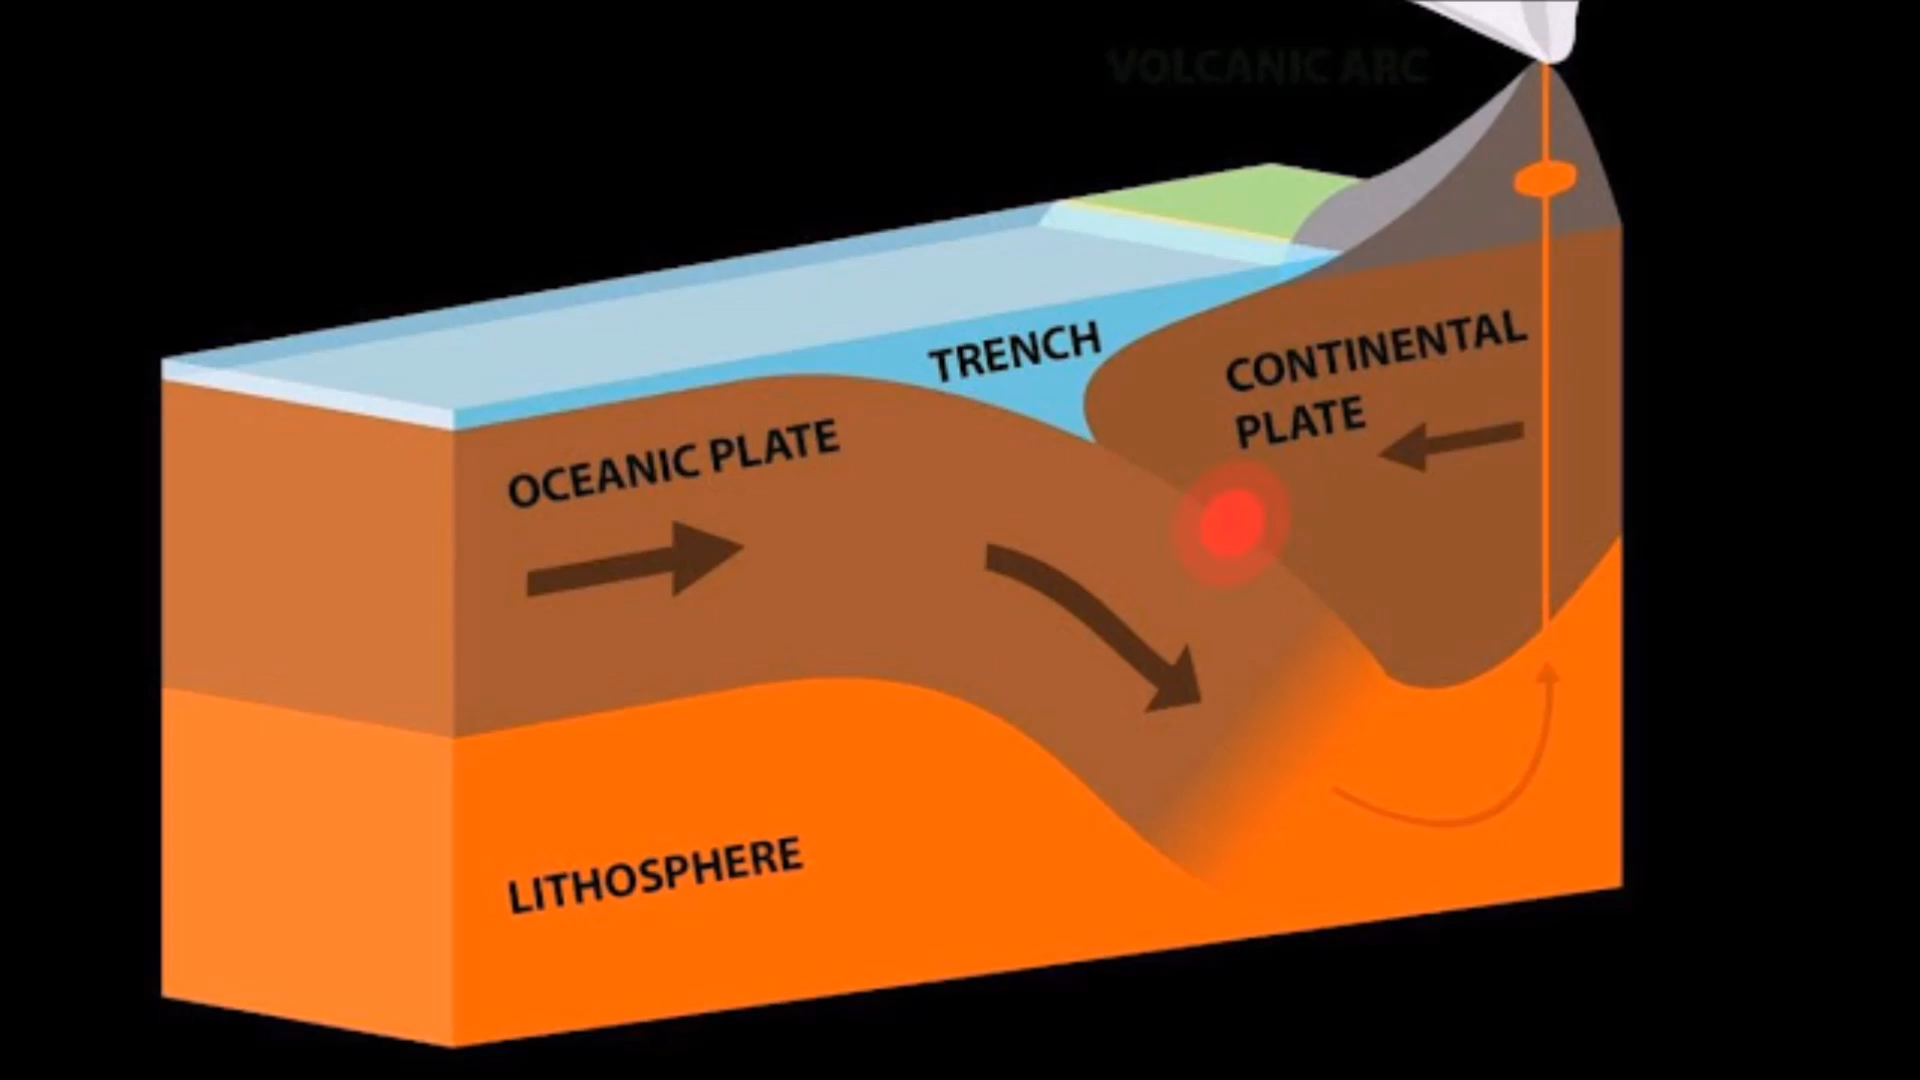 VOLCANIC ARC
TRENCH
CONTINENTAL
PLATE
OCEANIC PLATE
LITHOSPHERE